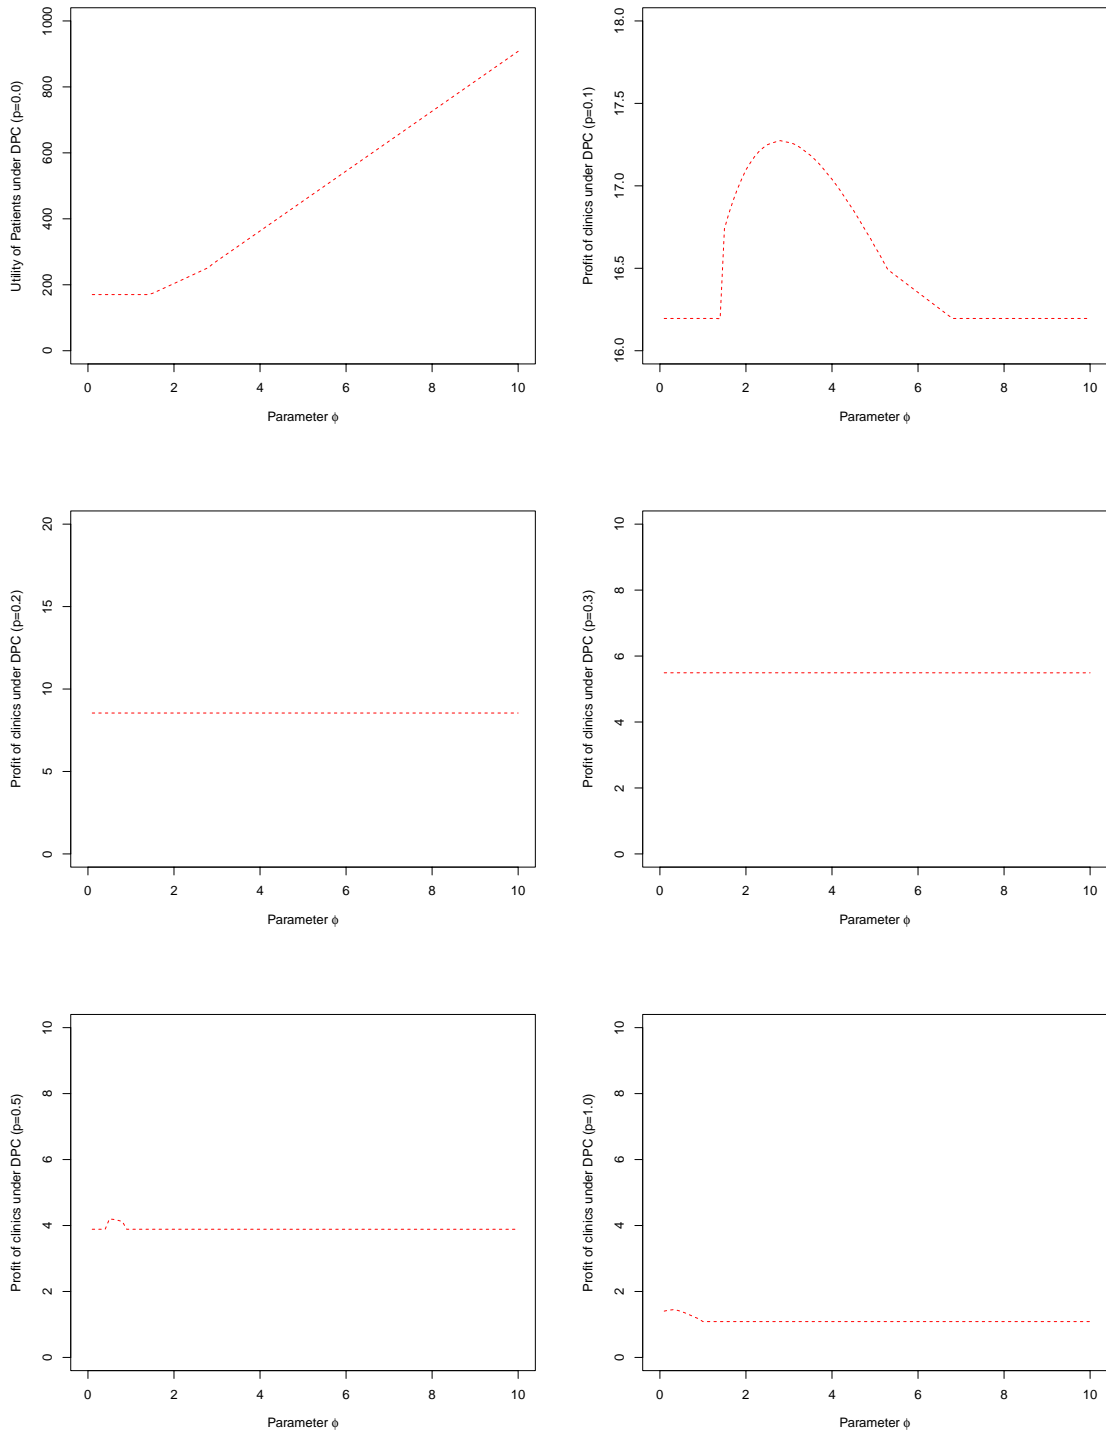 Utility of Patients under DPC (p=0.0)
0 200 400 600 800 1000
0 2 4 6 8 10
Parameter ϕ
Profit of clinics under DPC (p=0.1)
16.0 16.5 17.0 17.5 18.0
0 2 4 6 8 10
Parameter ϕ
Profit of clinics under DPC (p=0.2)
0 5 10 15 20
0 2 4 6 8 10
Parameter ϕ
Profit of clinics under DPC (p=0.3)
0 2 4 6 8 10
0 2 4 6 8 10
Parameter ϕ
Profit of clinics under DPC (p=0.5)
0 2 4 6 8 10
0 2 4 6 8 10
Parameter ϕ
Profit of clinics under DPC (p=1.0)
0 2 4 6 8 10
0 2 4 6 8 10
Parameter ϕ